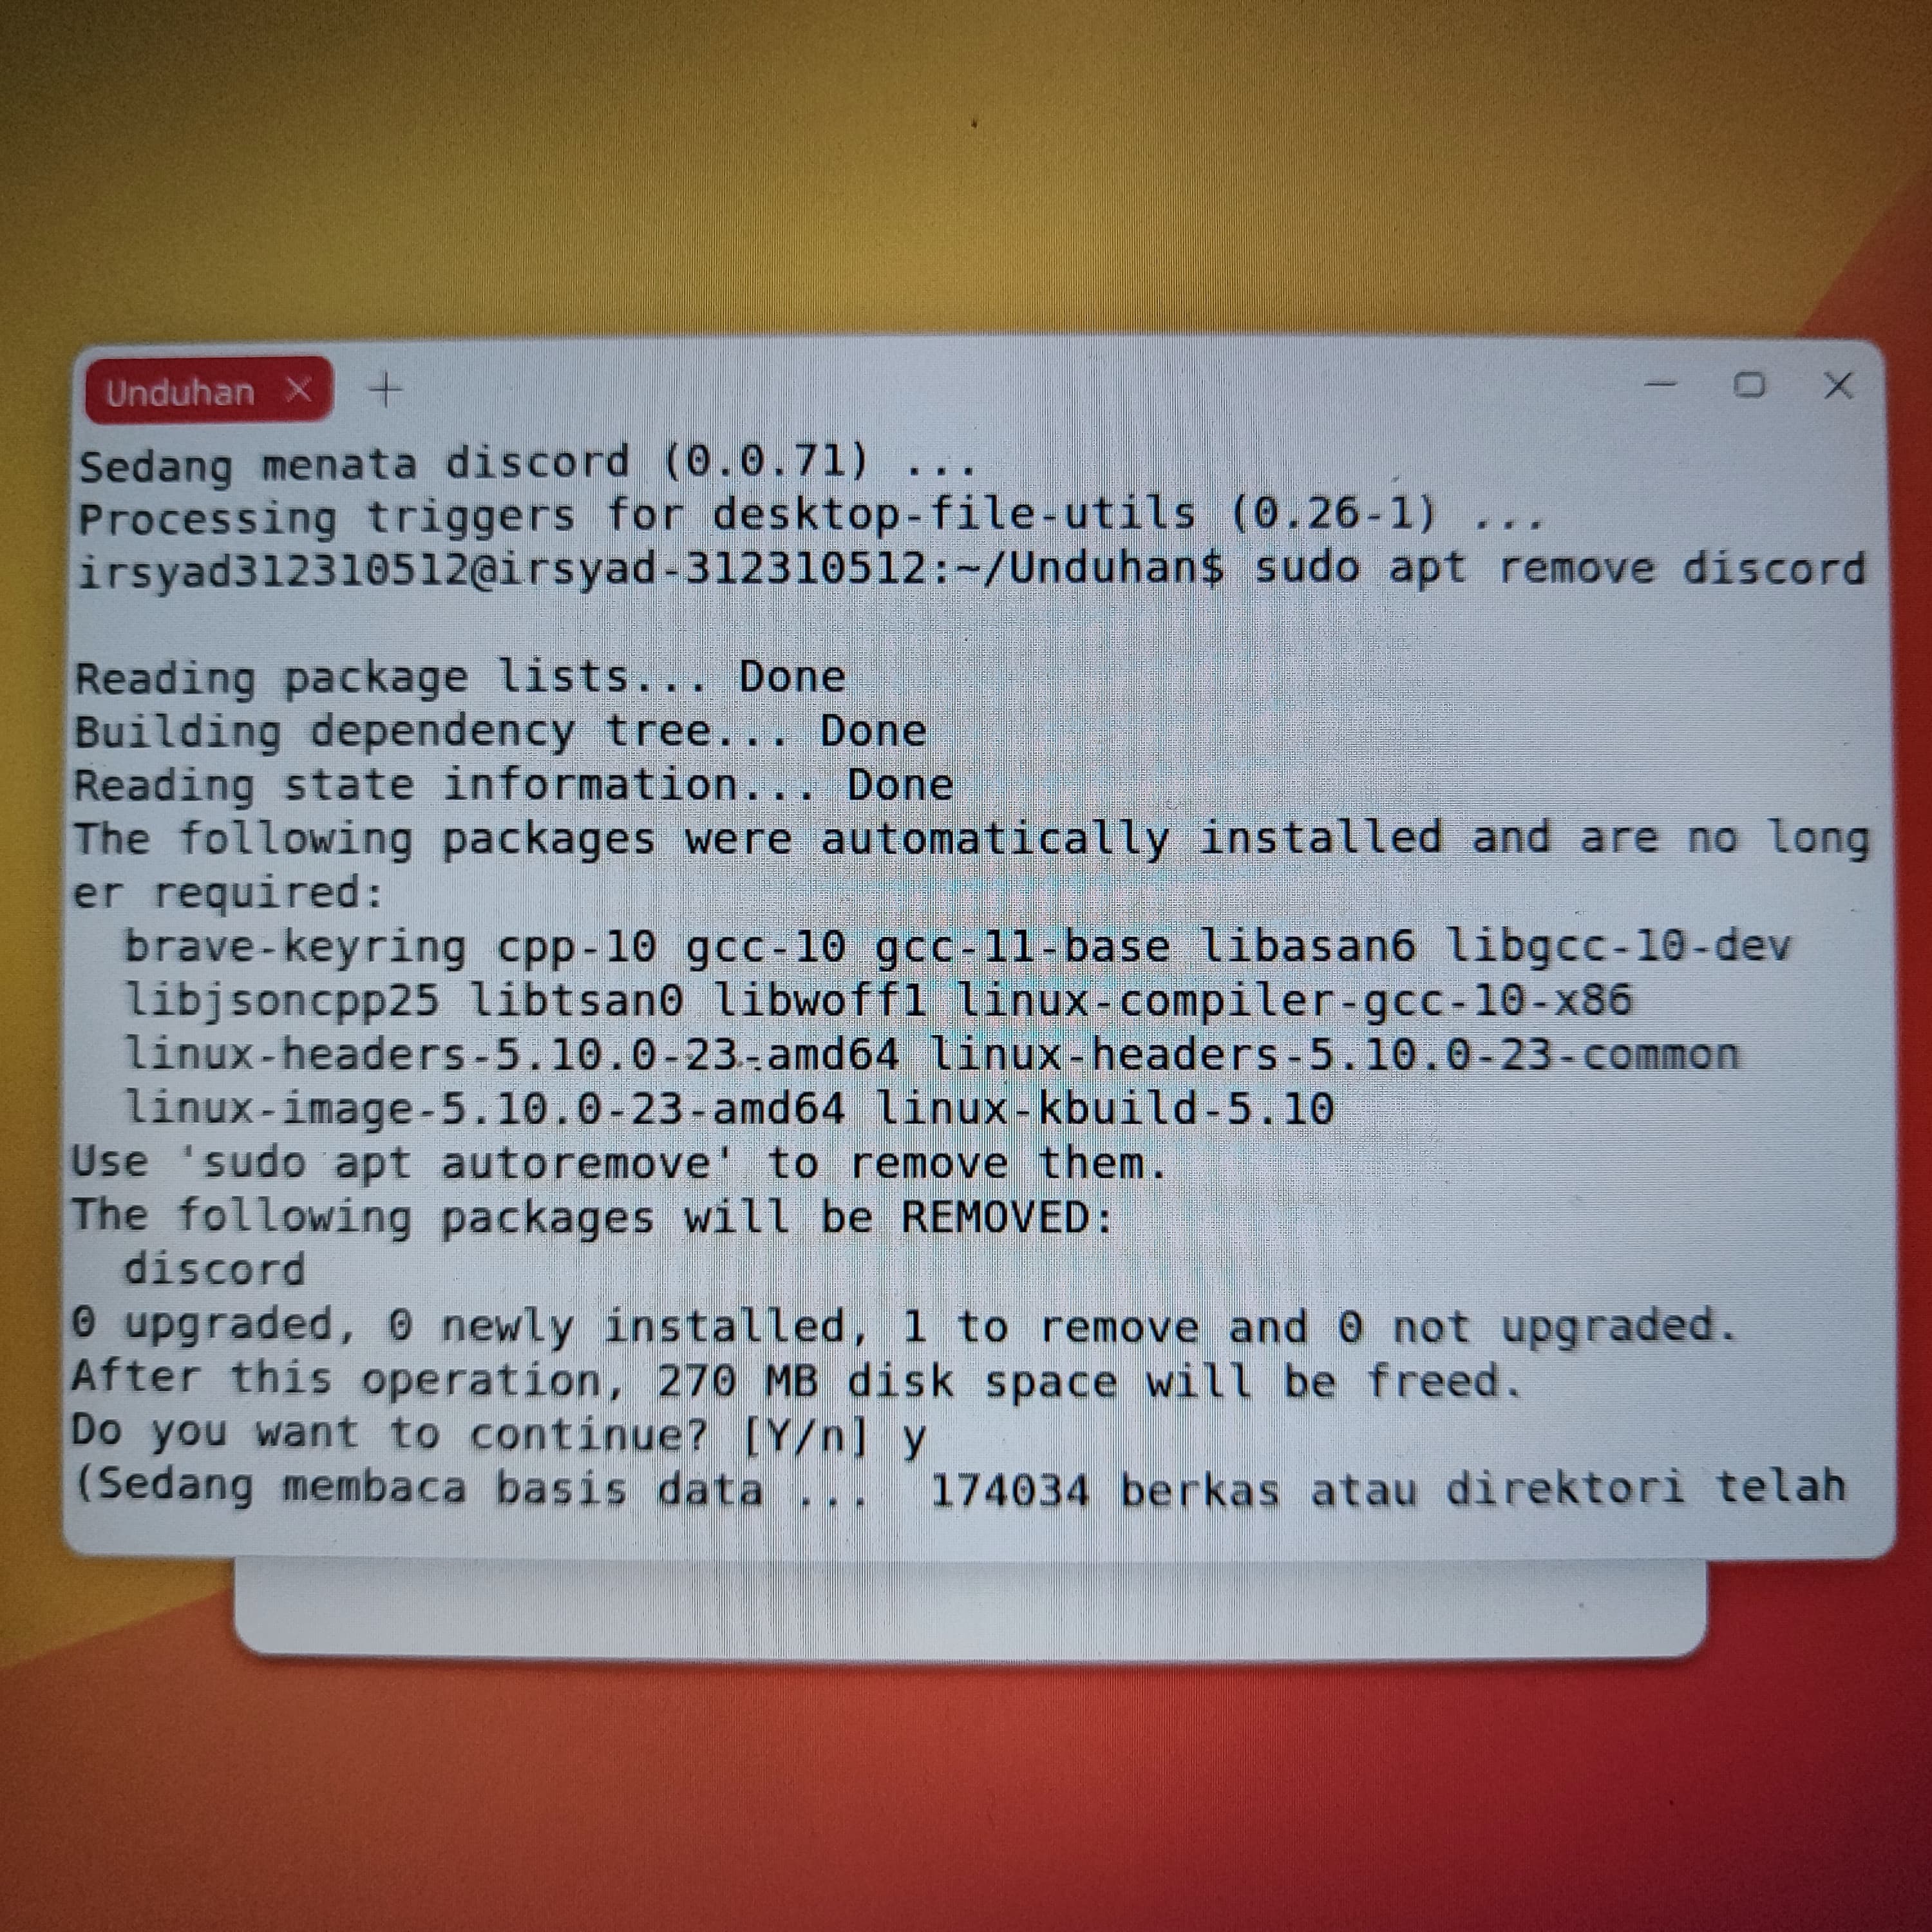 Unduhan
Sedang menata discord (0.0.71) ...
Processing triggers for desktop-file-utils (0.26-1) ...
irsyad312310512@irsyad-312310512:~/Unduhan$ sudo apt remove discord
Reading package lists... Done
Building dependency tree... Done
Reading state information... Done
The following packages were automatically installed and are no long
er required:
brave-keyring cpp-10 gcc-10 gcc-11-base libasan6 libgcc-10-dev
libjsoncpp25 libtsan0 libwoff1 linux-compiler-gcc-10-x86
linux-headers-5.10.0-23-amd64 linux-headers-5.10.0-23-common
linux-image-5.10.0-23-amd64 linux-kbuild-5.10
Use 'sudo apt autoremove' to remove them.
The following packages will be REMOVED:
discord
0 upgraded, 0 newly installed, 1 to remove and 0 not upgraded.
After this operation, 270 MB disk space will be freed.
Do you want to continue? [Y/n] y
(Sedang membaca basis data ...  174034 berkas atau direktori telah